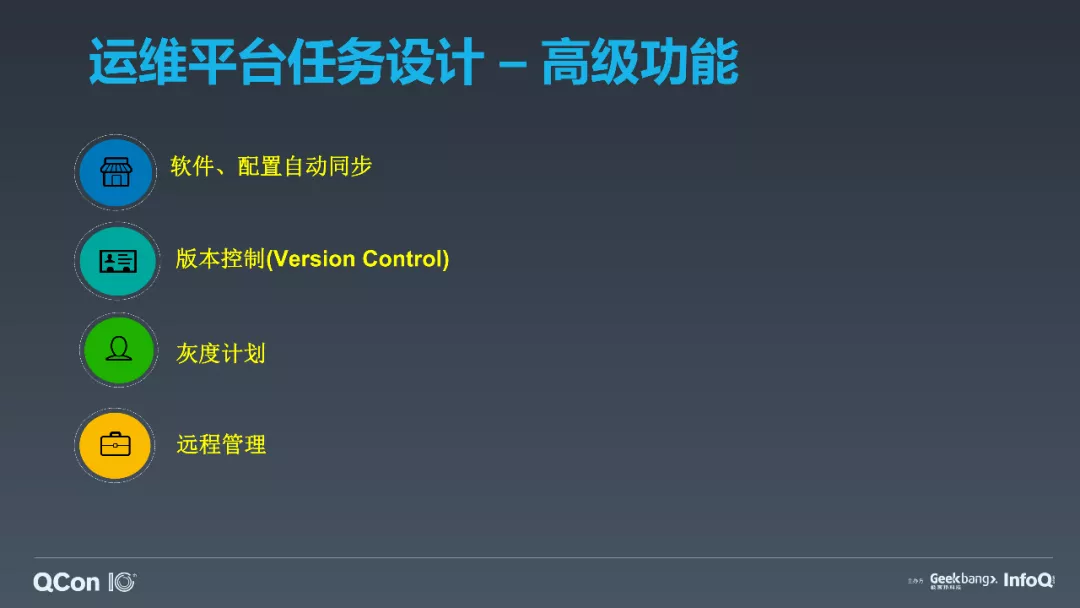 运维平台任务设计 – 高级功能
软件、配置自动同步
版本控制(Version Control)
灰度计划
远程管理
QCon 10th
主办方 Geekbang>. InfoQ
极客邦科技